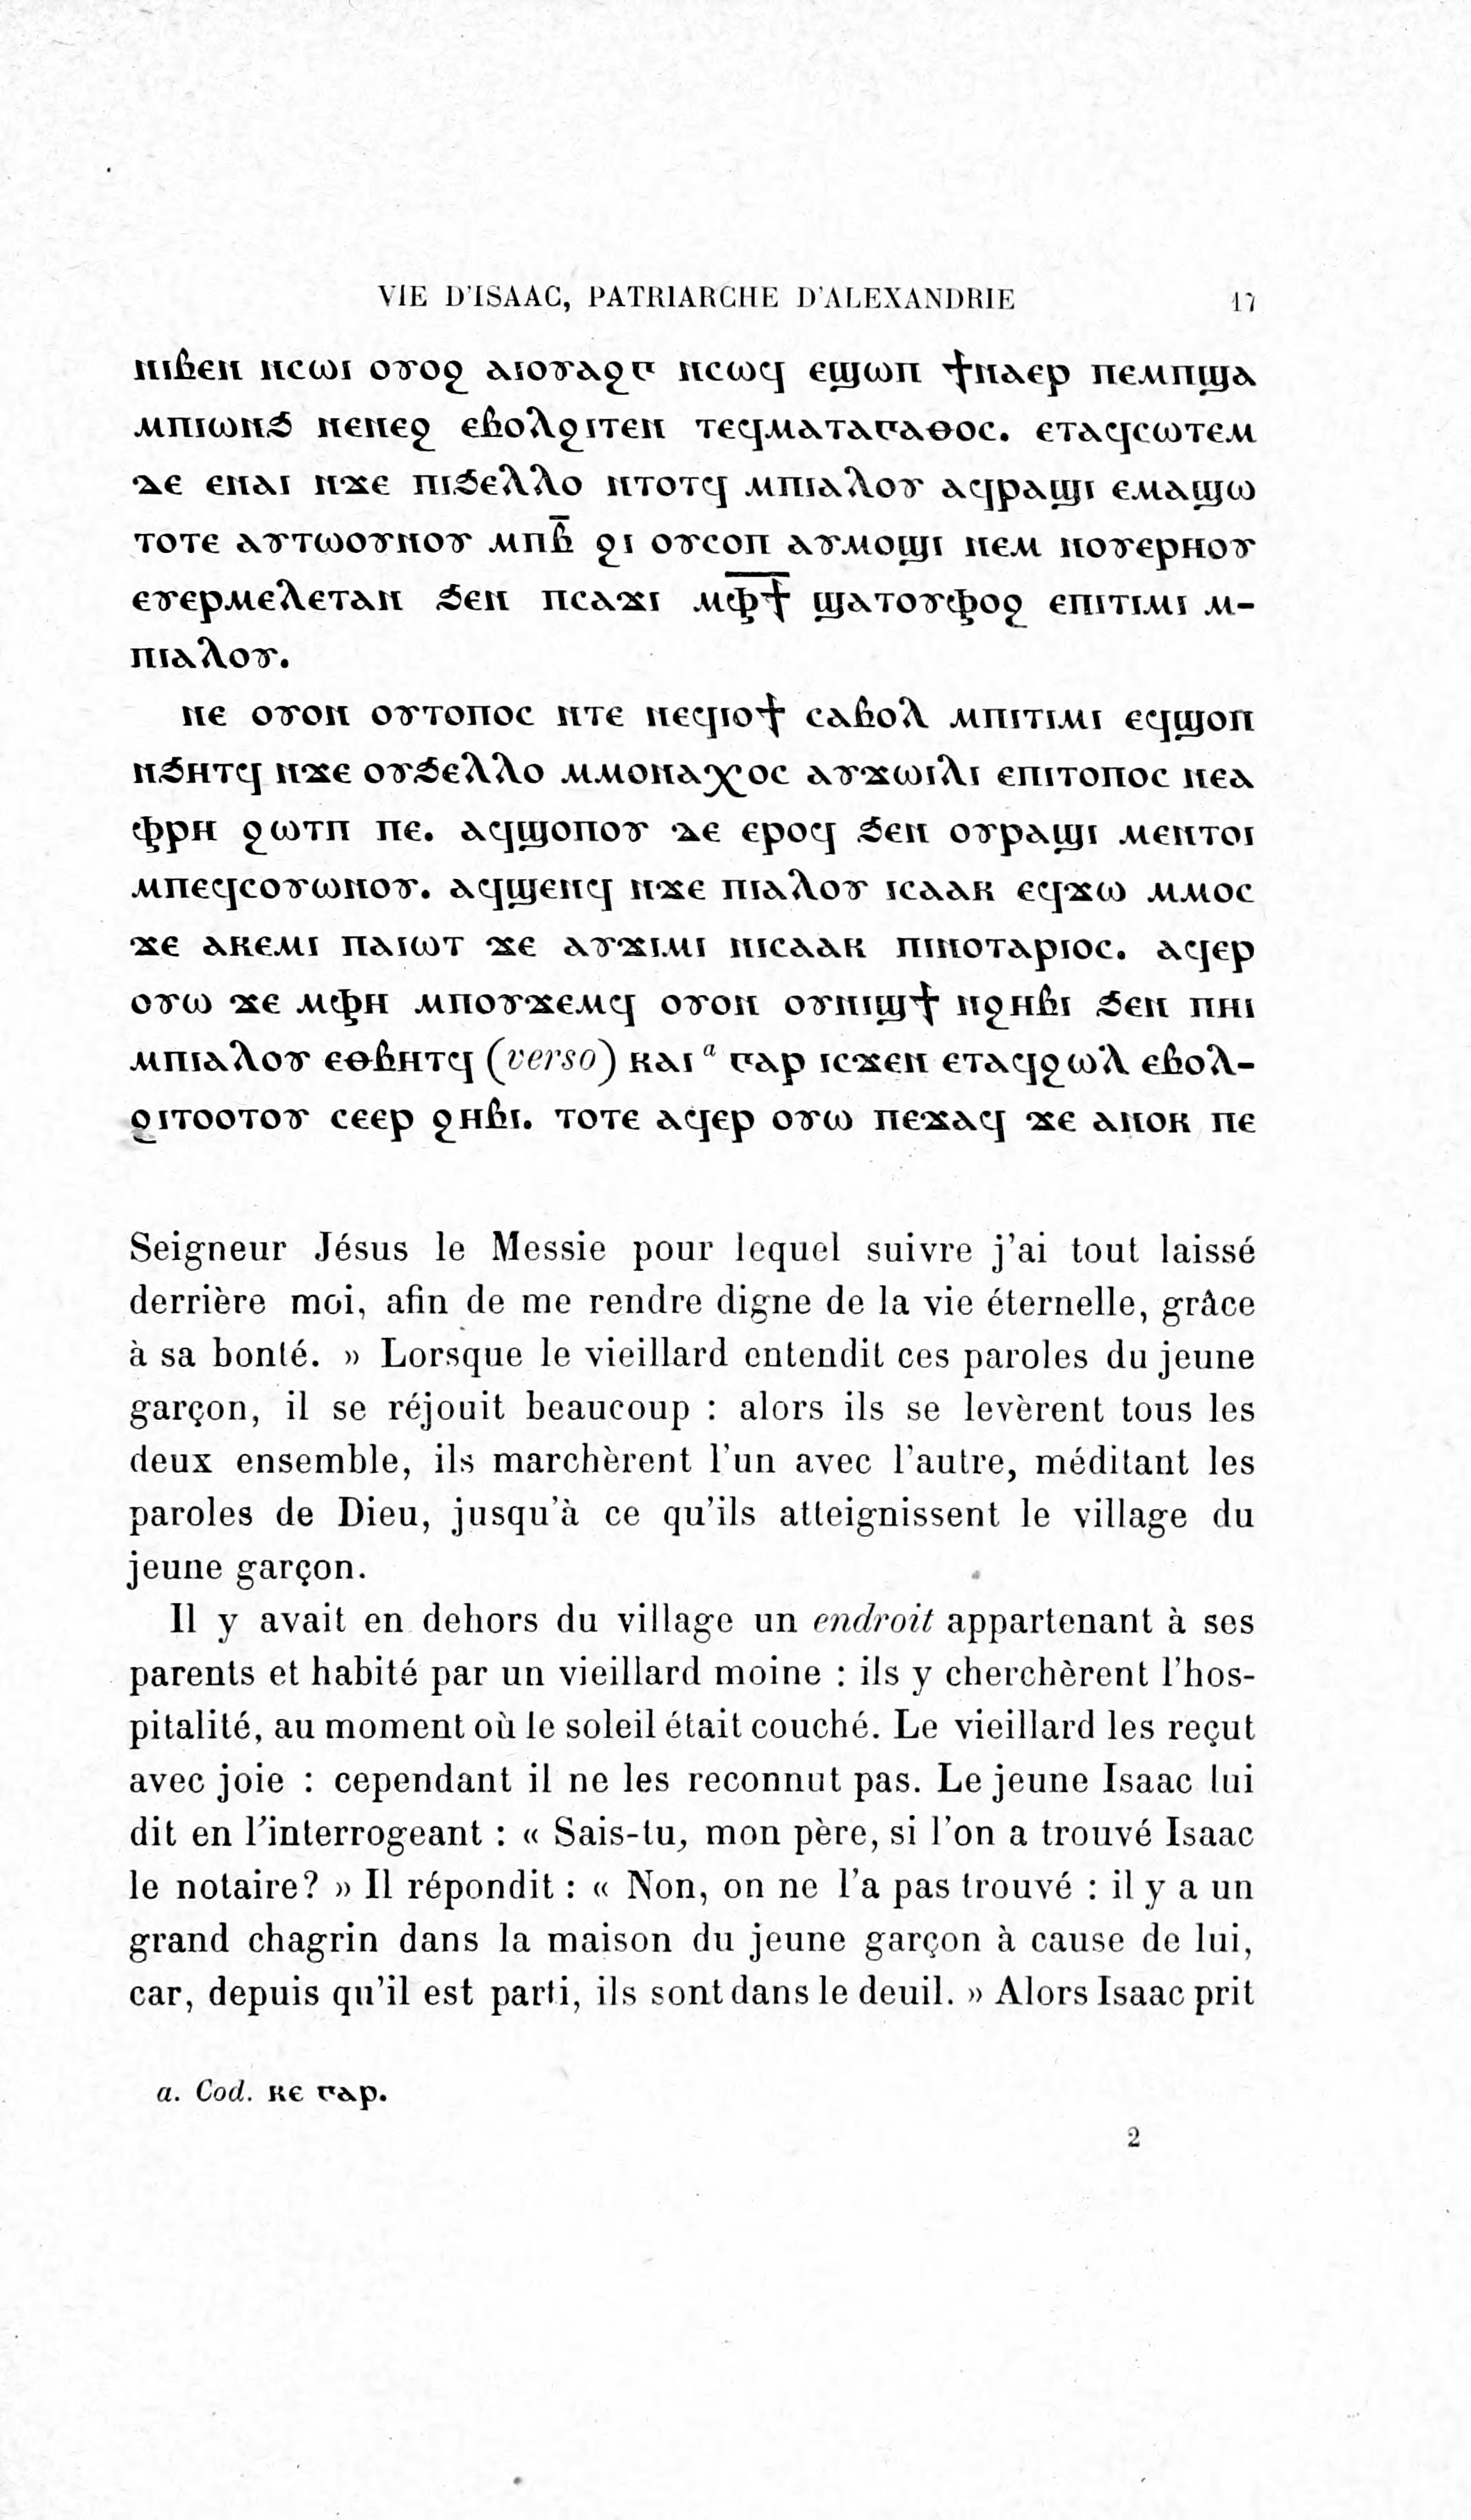 VIE D'ISAAC, PATRIARCHE D'ALEXANDRIE 17
ⲛⲓⲃⲉⲛ ⲛⲥⲱⲓ ⲟⲩⲟϩ ⲁⲓⲟⲩⲁϩⲅ ⲛⲥⲱϥ ⲉϣⲱⲡ ϯⲛⲁⲉⲣ ⲡⲉⲙⲡϣⲁ
ⲙⲡⲓⲱⲛϧ ⲛⲉⲛⲉϩ ⲉⲃⲟⲗϩⲓⲧⲉⲛ ⲧⲉϥⲙⲁⲧⲁⲅⲁⲑⲟⲥ. ⲉⲧⲁϥⲥⲱⲧⲉⲙ
ⲇⲉ ⲉⲛⲁⲓ ⲛϫⲉ ⲡⲓϧⲉⲗⲗⲟ ⲛⲧⲟⲧϥ ⲙⲡⲓⲁⲗⲟⲩ ⲁϥⲣⲁϣⲓ ⲉⲙⲁϣⲱ
ⲧⲟⲧⲉ ⲁⲩⲧⲱⲟⲩⲛⲟⲩ ⲙⲡⲃ̅ ϩⲓ ⲟⲩⲥⲟⲡ ⲁⲩⲙⲟϣⲓ ⲛⲉⲙ ⲛⲟⲩⲉⲣⲏⲟⲩ
ⲉⲩⲉⲣⲙⲉⲗⲉⲧⲁⲛ ϧⲉⲛ ⲡⲥⲁϫⲓ ⲙⲫ̅ϯ̅ ϣⲁⲧⲟⲩⲫⲟϩ ⲉⲡⲓⲧⲓⲙⲓ ⲙ-
ⲡⲓⲁⲗⲟⲩ.
ⲛⲉ ⲟⲩⲟⲛ ⲟⲩⲧⲟⲡⲟⲥ ⲛⲧⲉ ⲛⲉϥⲓⲟϯ ⲥⲁⲃⲟⲗ ⲙⲡⲓⲧⲓⲙⲓ ⲉϥϣⲟⲡ
ⲛϧⲏⲧϥ ⲛϫⲉ ⲟⲩϧⲉⲗⲗⲟ ⲙⲙⲟⲛⲁⲭⲟⲥ ⲁⲩϫⲱⲓⲗⲓ ⲉⲡⲓⲧⲟⲡⲟⲥ ⲛⲉⲁ
ⲫⲣⲏ ϩⲱⲧⲡ ⲡⲉ. ⲁϥϣⲟⲡⲟⲩ ⲇⲉ ⲉⲣⲟϥ ϧⲉⲛ ⲟⲩⲣⲁϣⲓ ⲙⲉⲛⲧⲟⲓ
ⲙⲡⲉϥⲥⲟⲩⲱⲛⲟⲩ. ⲁϥϣⲉⲛϥ ⲛϫⲉ ⲡⲓⲁⲗⲟⲩ ⲓⲥⲁⲁⲕ ⲉϥϫⲱ ⲙⲙⲟⲥ
ϫⲉ ⲁⲕⲉⲙⲓ ⲡⲁⲓⲱⲧ ϫⲉ ⲁⲩϫⲓⲙⲓ ⲛⲓⲥⲁⲁⲕ ⲡⲓⲛⲟⲧⲁⲣⲓⲟⲥ. ⲁϥⲉⲣ
ⲟⲩⲱ ϫⲉ ⲙⲫⲏ ⲙⲡⲟⲩϫⲉⲙϥ ⲟⲩⲟⲛ ⲟⲩⲛⲓϣϯ ⲛϩⲏⲃⲓ ϧⲉⲛ ⲡⲏⲓ
ⲙⲡⲓⲁⲗⲟⲩ ⲉⲑⲃⲏⲧϥ (verso) ⲕⲁⲓ a ⲅⲁⲣ ⲓⲥϫⲉⲛ ⲉⲧⲁϥϩⲱⲗ ⲉⲃⲟⲗ-
ϩⲓⲧⲟⲟⲧⲟⲩ ⲥⲉⲉⲣ ϩⲏⲃⲓ. ⲧⲟⲧⲉ ⲁϥⲉⲣ ⲟⲩⲱ ⲡⲉϫⲁϥ ϫⲉ ⲁⲛⲟⲕ ⲡⲉ
Seigneur Jésus le Messie pour lequel suivre j'ai tout laissé
derrière moi, afin de me rendre digne de la vie éternelle, grâce
à sa bonté. » Lorsque le vieillard entendit ces paroles du jeune
garçon, il se réjouit beaucoup : alors ils se levèrent tous les
deux ensemble, ils marchèrent l'un avec l'autre, méditant les
paroles de Dieu, jusqu'à ce qu'ils atteignissent le village du
jeune garçon.
Il y avait en dehors du village un endroit appartenant à ses
parents et habité par un vieillard moine : ils y cherchèrent l'hos-
pitalité, au moment où le soleil était couché. Le vieillard les reçut
avec joie : cependant il ne les reconnut pas. Le jeune Isaac lui
dit en l'interrogeant : « Sais-tu, mon père, si l'on a trouvé Isaac
le notaire? » Il répondit : « Non, on ne l'a pas trouvé : il y a un
grand chagrin dans la maison du jeune garçon à cause de lui,
car, depuis qu'il est parti, ils sont dans le deuil. » Alors Isaac prit
a. Cod. ⲕⲉ ⲅⲁⲣ.
2